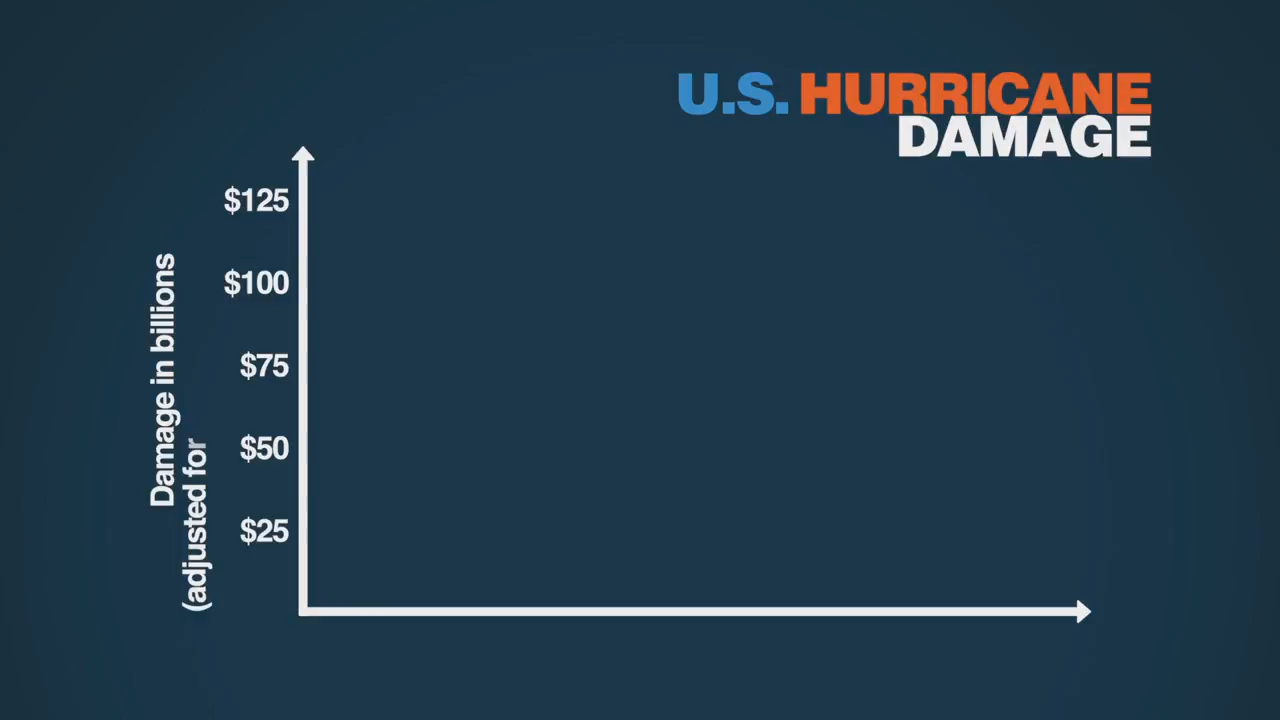 U.S. HURRICANE
DAMAGE
$125
$100
$75
$50
$25
Damage in billions
(adjusted for